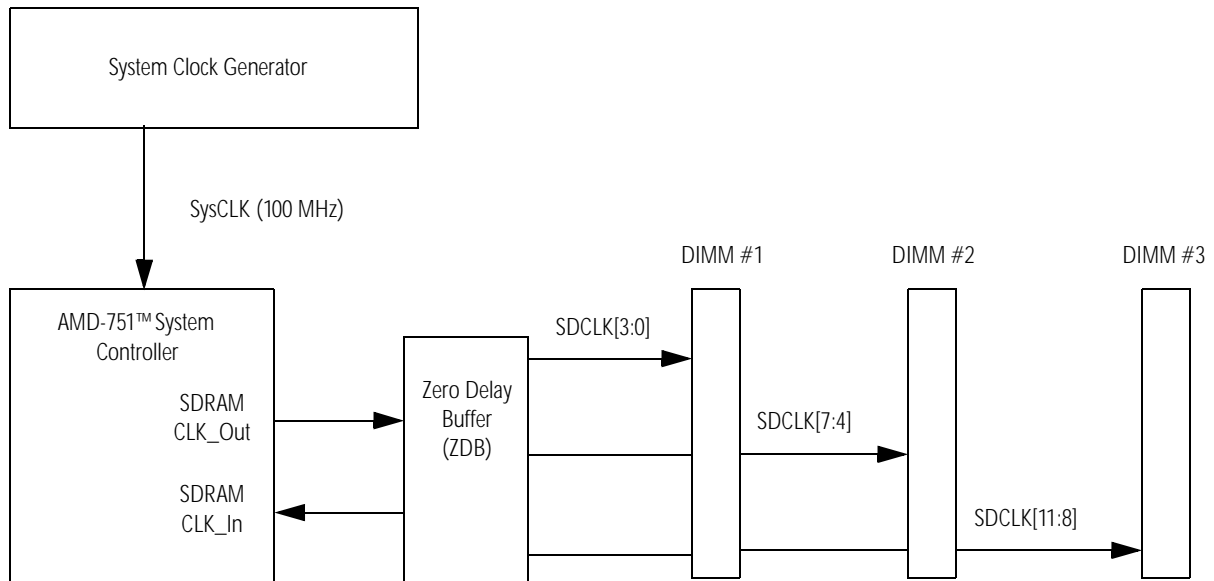 System Clock Generator
SysCLK (100 MHz)
DIMM #1
DIMM #2
DIMM #3
AMD-751™ System
Controller
SDCLK[3:0]
SDRAM
CLK_Out
Zero Delay
Buffer
(ZDB)
SDCLK[7:4]
SDRAM
CLK_In
SDCLK[11:8]